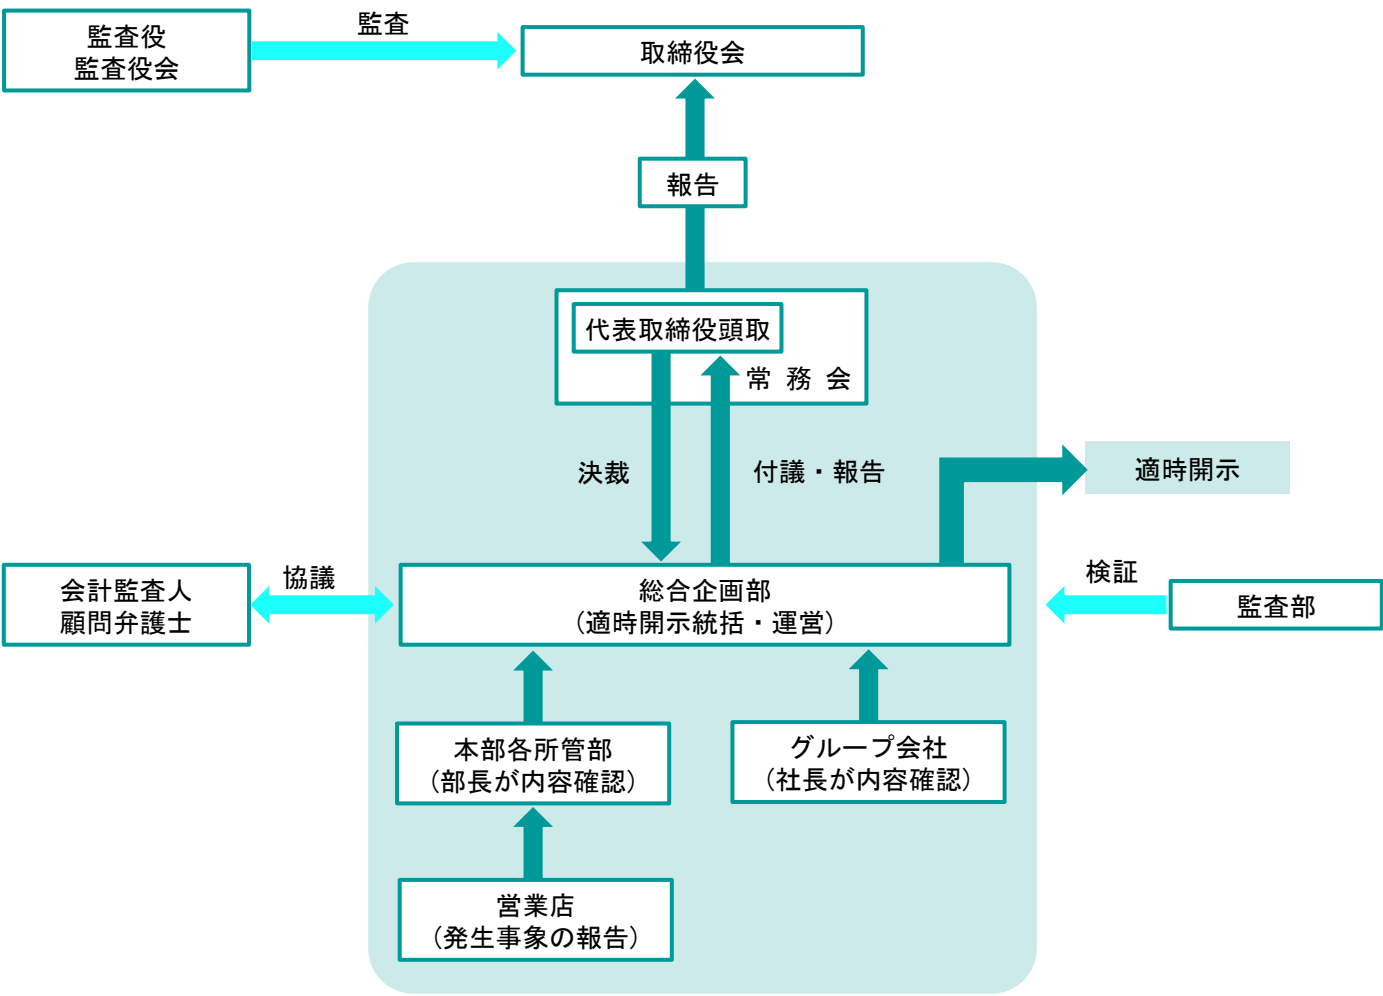 監査役
監査役会
監査
取締役会
報告
代表取締役頭取
常務会
決裁
付議・報告
適時開示
会計監査人
顧問弁護士
協議
総合企画部
（適時開示統括・運営）
検証
監査部
本部各所管部
（部長が内容確認）
グループ会社
（社長が内容確認）
営業店
（発生事象の報告）